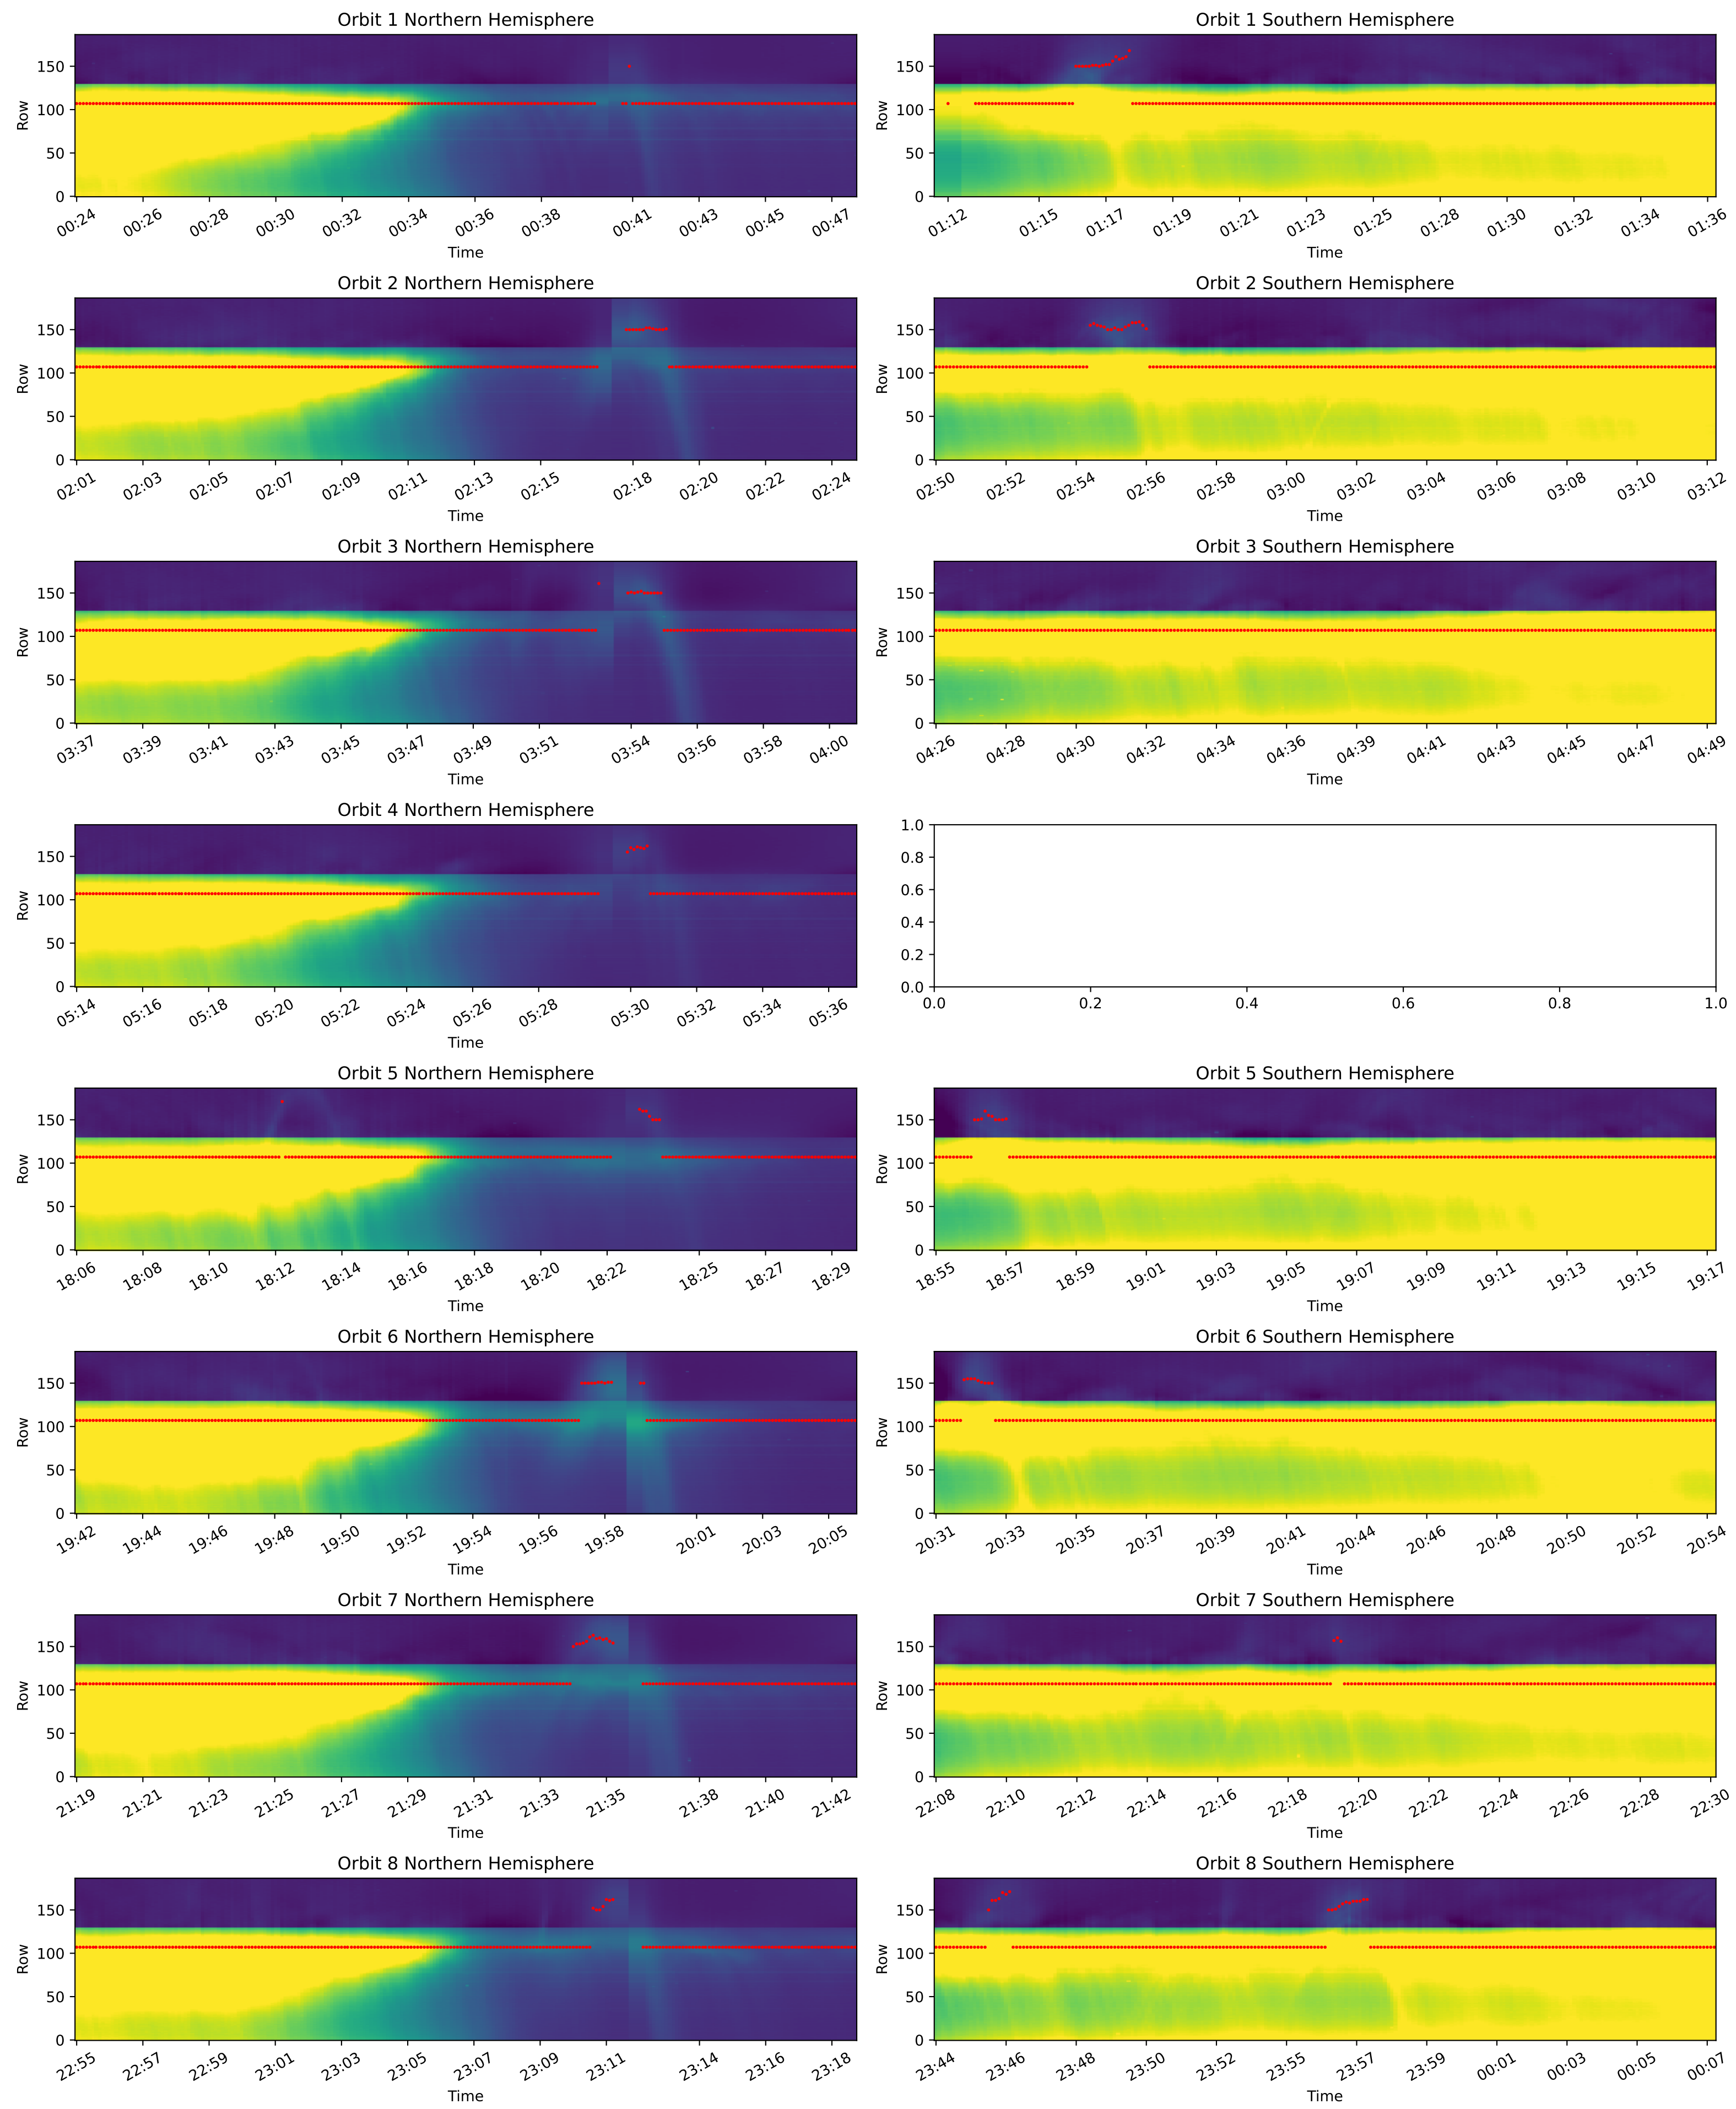 Orbit 1 Northern Hemisphere
Row
150
100
50
0
00:24 00:26 00:28 00:30 00:32 00:34 00:36 00:38 00:41 00:43 00:45 00:47
Time
Orbit 1 Southern Hemisphere
Row
150
100
50
0
01:12 01:15 01:17 01:19 01:21 01:23 01:25 01:28 01:30 01:32 01:34 01:36
Time
Orbit 2 Northern Hemisphere
Row
150
100
50
0
02:01 02:03 02:05 02:07 02:09 02:11 02:13 02:15 02:18 02:20 02:22 02:24
Time
Orbit 2 Southern Hemisphere
Row
150
100
50
0
02:50 02:52 02:54 02:56 02:58 03:00 03:02 03:04 03:06 03:08 03:10 03:12
Time
Orbit 3 Northern Hemisphere
Row
150
100
50
0
03:37 03:39 03:41 03:43 03:45 03:47 03:49 03:51 03:54 03:56 03:58 04:00
Time
Orbit 3 Southern Hemisphere
Row
150
100
50
0
04:26 04:28 04:30 04:32 04:34 04:36 04:39 04:41 04:43 04:45 04:47 04:49
Time
Orbit 4 Northern Hemisphere
Row
150
100
50
0
05:14 05:16 05:18 05:20 05:22 05:24 05:26 05:28 05:30 05:32 05:34 05:36
Time
1.0
0.8
0.6
0.4
0.2
0.0
0.0 0.2 0.4 0.6 0.8 1.0
Orbit 5 Northern Hemisphere
Row
150
100
50
0
18:06 18:08 18:10 18:12 18:14 18:16 18:18 18:20 18:22 18:25 18:27 18:29
Time
Orbit 5 Southern Hemisphere
Row
150
100
50
0
18:55 18:57 18:59 19:01 19:03 19:05 19:07 19:09 19:11 19:13 19:15 19:17
Time
Orbit 6 Northern Hemisphere
Row
150
100
50
0
19:42 19:44 19:46 19:48 19:50 19:52 19:54 19:56 19:58 20:01 20:03 20:05
Time
Orbit 6 Southern Hemisphere
Row
150
100
50
0
20:31 20:33 20:35 20:37 20:39 20:41 20:44 20:46 20:48 20:50 20:52 20:54
Time
Orbit 7 Northern Hemisphere
Row
150
100
50
0
21:19 21:21 21:23 21:25 21:27 21:29 21:31 21:33 21:35 21:38 21:40 21:42
Time
Orbit 7 Southern Hemisphere
Row
150
100
50
0
22:08 22:10 22:12 22:14 22:16 22:18 22:20 22:22 22:24 22:26 22:28 22:30
Time
Orbit 8 Northern Hemisphere
Row
150
100
50
0
22:55 22:57 22:59 23:01 23:03 23:05 23:07 23:09 23:11 23:14 23:16 23:18
Time
Orbit 8 Southern Hemisphere
Row
150
100
50
0
23:44 23:46 23:48 23:50 23:52 23:55 23:57 23:59 00:01 00:03 00:05 00:07
Time